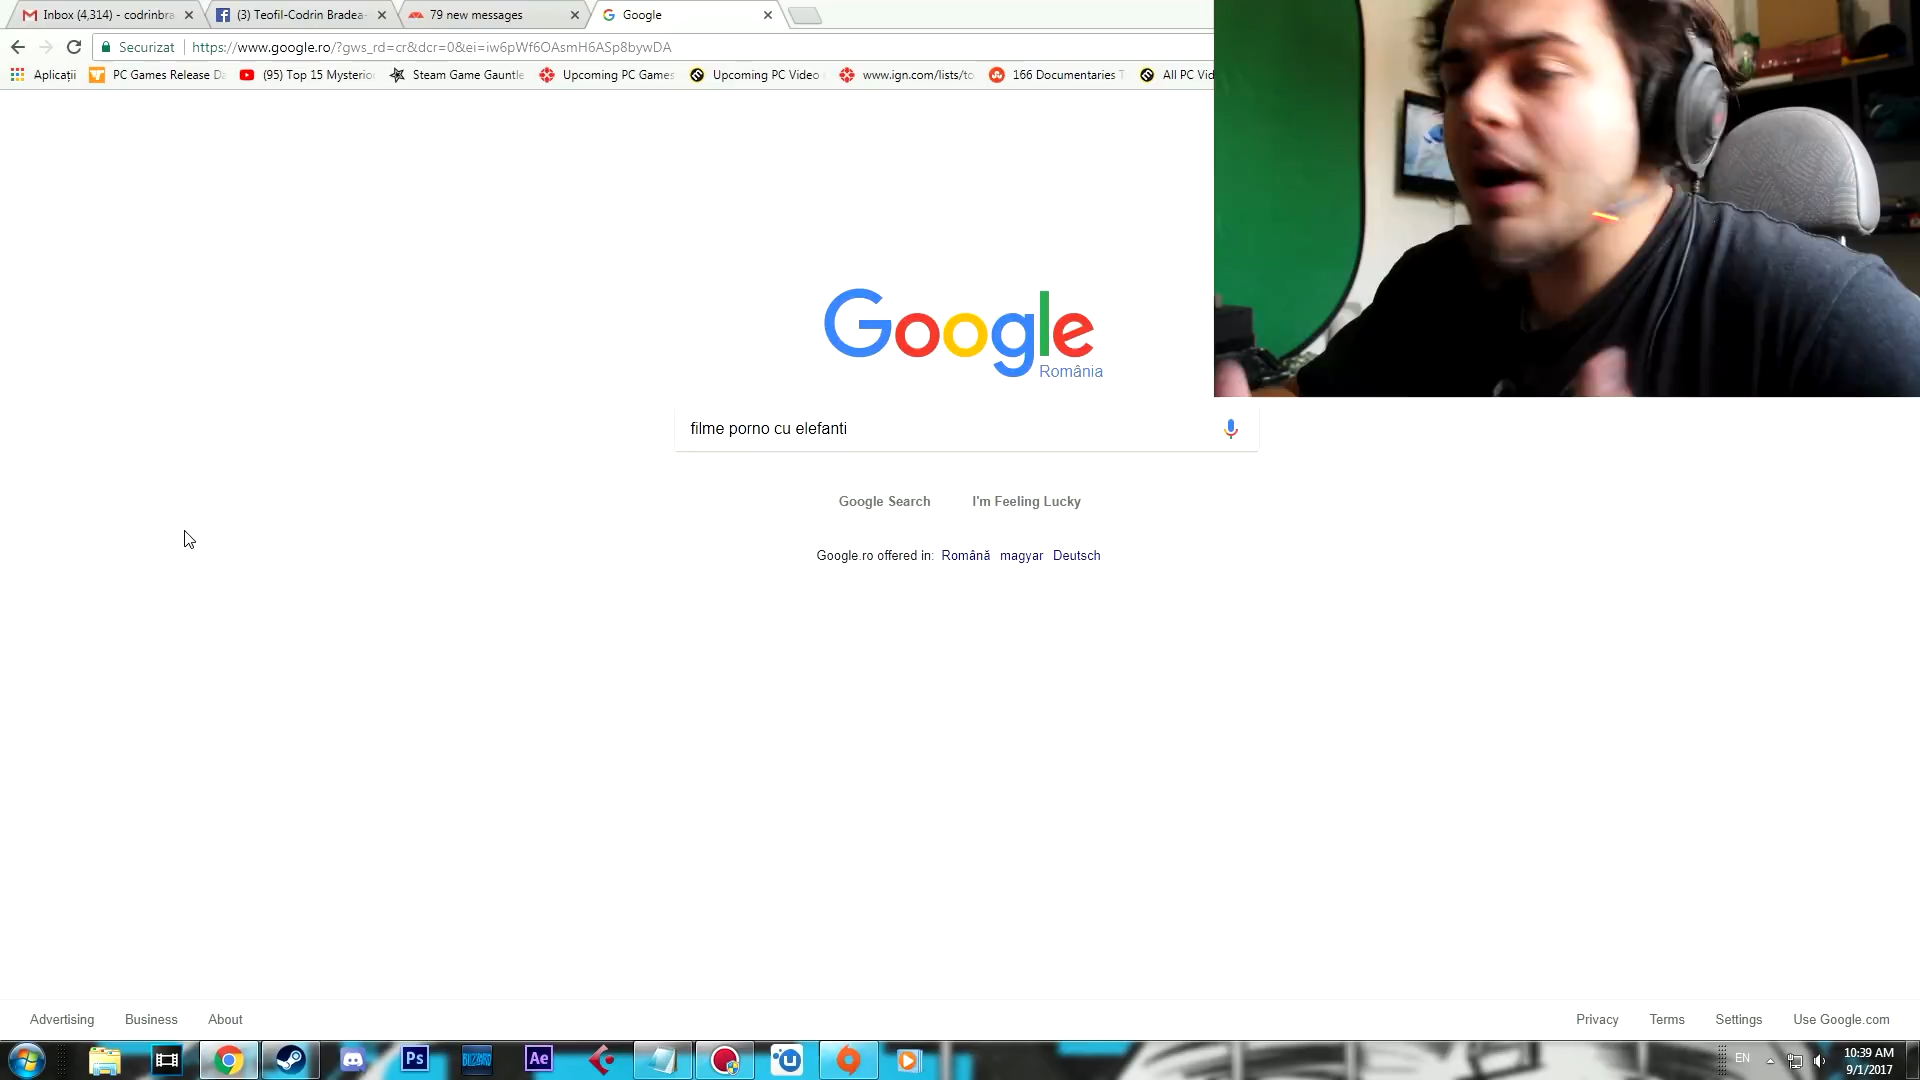 Inbox (4,314) - codrinbra
(3) Teofil-Codrin Bradea-
79 new messages
Google
Securizat
https://www.google.ro/?gws_rd=cr&dcr=0&ei=iw6pWf6OAsmH6ASp8bywDA
Aplicații
PC Games Release Da
(95) Top 15 Mysterio
Steam Game Gauntle
Upcoming PC Games
Upcoming PC Video
www.ign.com/lists/to
166 Documentaries T
All PC Vid
Google
România
filme porno cu elefanti
Google Search I'm Feeling Lucky
Google.ro offered in: Română magyar Deutsch
Advertising Business About Privacy Terms Settings Use Google.com
Ps
BLIZZARD
Ae
EN
10:39 AM
9/1/2017